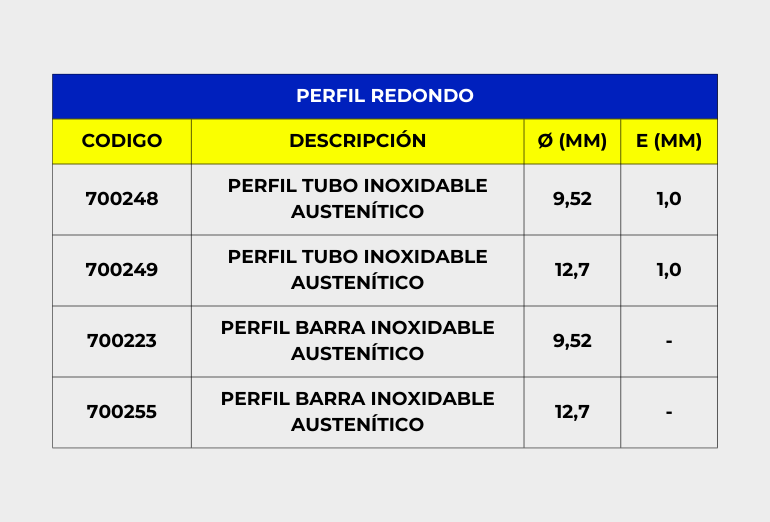 PERFIL REDONDO
CODIGO DESCRIPCIÓN Ø (MM) E (MM)
700248 PERFIL TUBO INOXIDABLE AUSTENÍTICO 9,52 1,0
700249 PERFIL TUBO INOXIDABLE AUSTENÍTICO 12,7 1,0
700223 PERFIL BARRA INOXIDABLE AUSTENÍTICO 9,52 -
700255 PERFIL BARRA INOXIDABLE AUSTENÍTICO 12,7 -